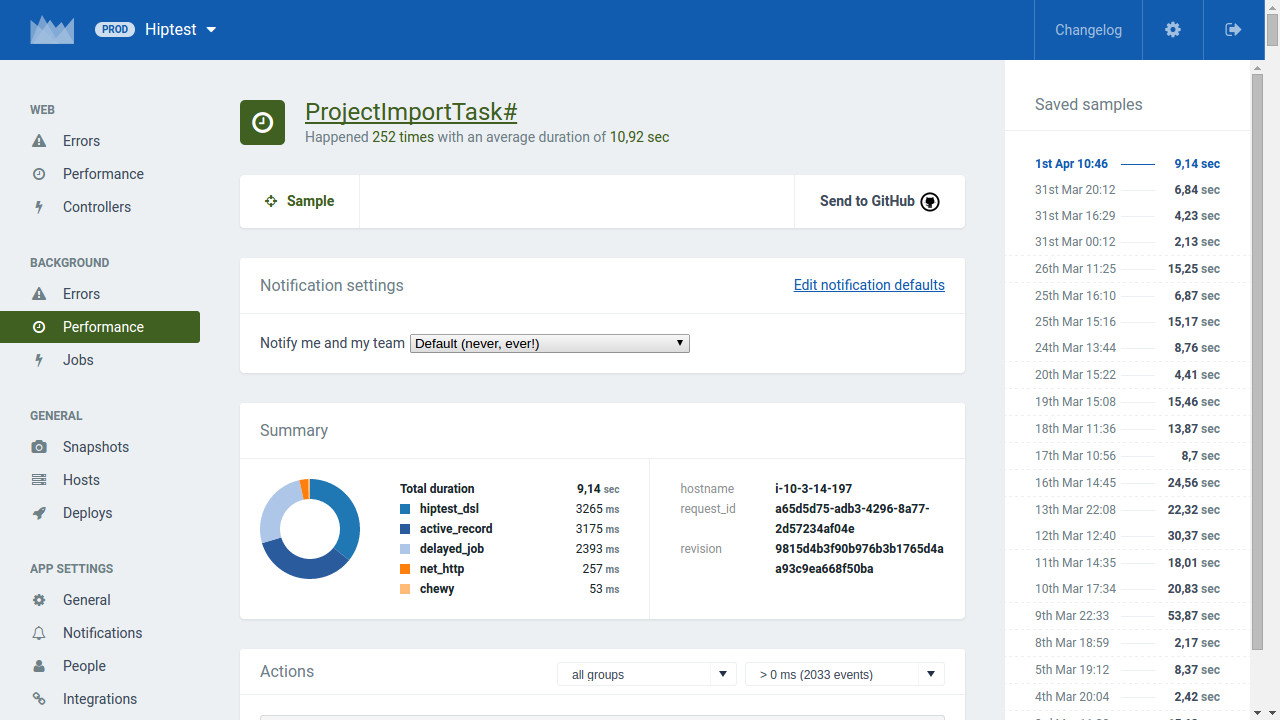 PROD Hiptest
Changelog
WEB
Errors
Performance
Controllers
BACKGROUND
Errors
Performance
Jobs
GENERAL
Snapshots
Hosts
Deploys
APP SETTINGS
General
Notifications
People
Integrations
ProjectImportTask#
Happened 252 times with an average duration of 10,92 sec
Sample
Send to GitHub
Notification settings
Edit notification defaults
Notify me and my team Default (never, ever!)
Summary
Total duration 9,14 sec
hiptest_dsl 3265 ms
active_record 3175 ms
delayed_job 2393 ms
net_http 257 ms
chewy 53 ms
hostname i-10-3-14-197
request_id a65d5d75-adb3-4296-8a77-
2d57234af04e
revision 9815d4b3f90b976b3b1765d4a
a93c9ea668f50ba
Actions
all groups
> 0 ms (2033 events)
Saved samples
1st Apr 10:46 9,14 sec
31st Mar 20:12 6,84 sec
31st Mar 16:29 4,23 sec
31st Mar 00:12 2,13 sec
26th Mar 11:25 15,25 sec
25th Mar 16:10 6,87 sec
25th Mar 15:16 15,17 sec
24th Mar 13:44 8,76 sec
20th Mar 15:22 4,41 sec
19th Mar 15:08 15,46 sec
18th Mar 11:36 13,87 sec
17th Mar 10:56 8,7 sec
16th Mar 14:45 24,56 sec
13th Mar 22:08 22,32 sec
12th Mar 12:40 30,37 sec
11th Mar 14:35 18,01 sec
10th Mar 17:34 20,83 sec
9th Mar 22:33 53,87 sec
8th Mar 18:59 2,17 sec
5th Mar 19:12 8,37 sec
4th Mar 20:04 2,42 sec